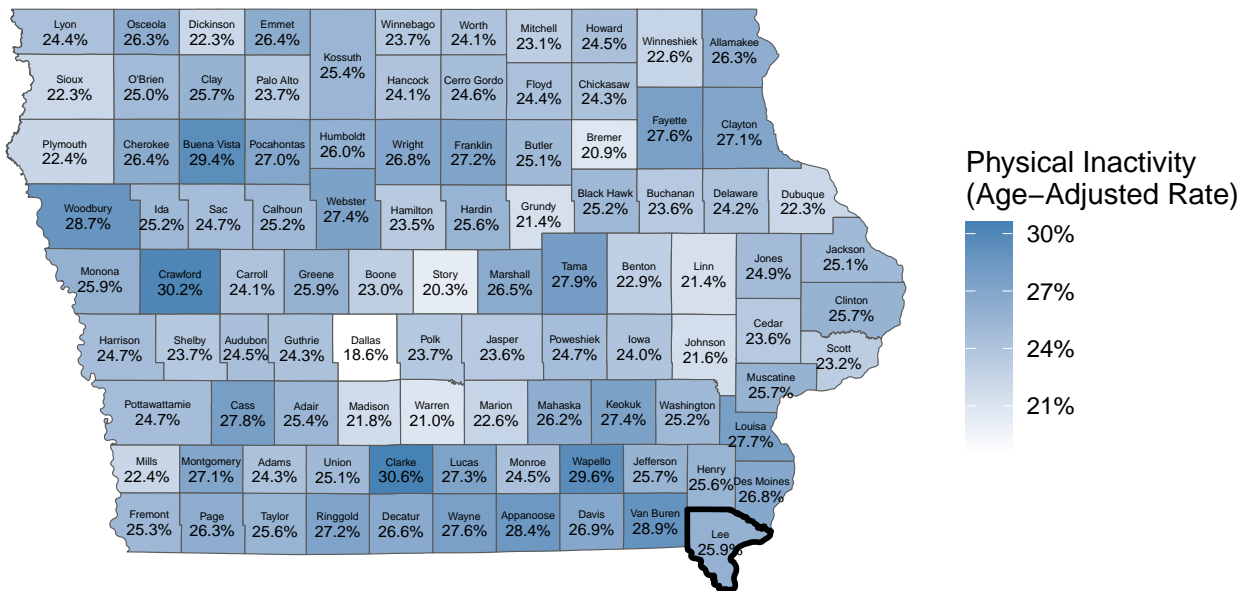 Lyon
24.4%
Osceola
26.3%
Dickinson
22.3%
Emmet
26.4%
Kossuth
25.4%
Winnebago
23.7%
Worth
24.1%
Mitchell
23.1%
Howard
24.5%
Winneshiek
22.6%
Allamakee
26.3%
Sioux
22.3%
O'Brien
25.0%
Clay
25.7%
Palo Alto
23.7%
Hancock
24.1%
Cerro Gordo
24.6%
Floyd
24.4%
Chickasaw
24.3%
Fayette
27.6%
Clayton
27.1%
Plymouth
22.4%
Cherokee
26.4%
Buena Vista
29.4%
Pocahontas
27.0%
Humboldt
26.0%
Wright
26.8%
Franklin
27.2%
Butler
25.1%
Bremer
20.9%
Woodbury
28.7%
Ida
25.2%
Sac
24.7%
Calhoun
25.2%
Webster
27.4%
Hamilton
23.5%
Hardin
25.6%
Grundy
21.4%
Black Hawk
25.2%
Buchanan
23.6%
Delaware
24.2%
Dubuque
22.3%
Monona
25.9%
Crawford
30.2%
Carroll
24.1%
Greene
25.9%
Boone
23.0%
Story
20.3%
Marshall
26.5%
Tama
27.9%
Benton
22.9%
Linn
21.4%
Jones
24.9%
Jackson
25.1%
Clinton
25.7%
Harrison
24.7%
Shelby
23.7%
Audubon
24.5%
Guthrie
24.3%
Dallas
18.6%
Polk
23.7%
Jasper
23.6%
Poweshiek
24.7%
Iowa
24.0%
Johnson
21.6%
Cedar
23.6%
Scott
23.2%
Muscatine
25.7%
Pottawattamie
24.7%
Cass
27.8%
Adair
25.4%
Madison
21.8%
Warren
21.0%
Marion
22.6%
Mahaska
26.2%
Keokuk
27.4%
Washington
25.2%
Louisa
27.7%
Mills
22.4%
Montgomery
27.1%
Adams
24.3%
Union
25.1%
Clarke
30.6%
Lucas
27.3%
Monroe
24.5%
Wapello
29.6%
Jefferson
25.7%
Henry
25.6%
Des Moines
26.8%
Fremont
25.3%
Page
26.3%
Taylor
25.6%
Ringgold
27.2%
Decatur
26.6%
Wayne
27.6%
Appanoose
28.4%
Davis
26.9%
Van Buren
28.9%
Lee
25.9%
Physical Inactivity
(Age−Adjusted Rate)
30%
27%
24%
21%